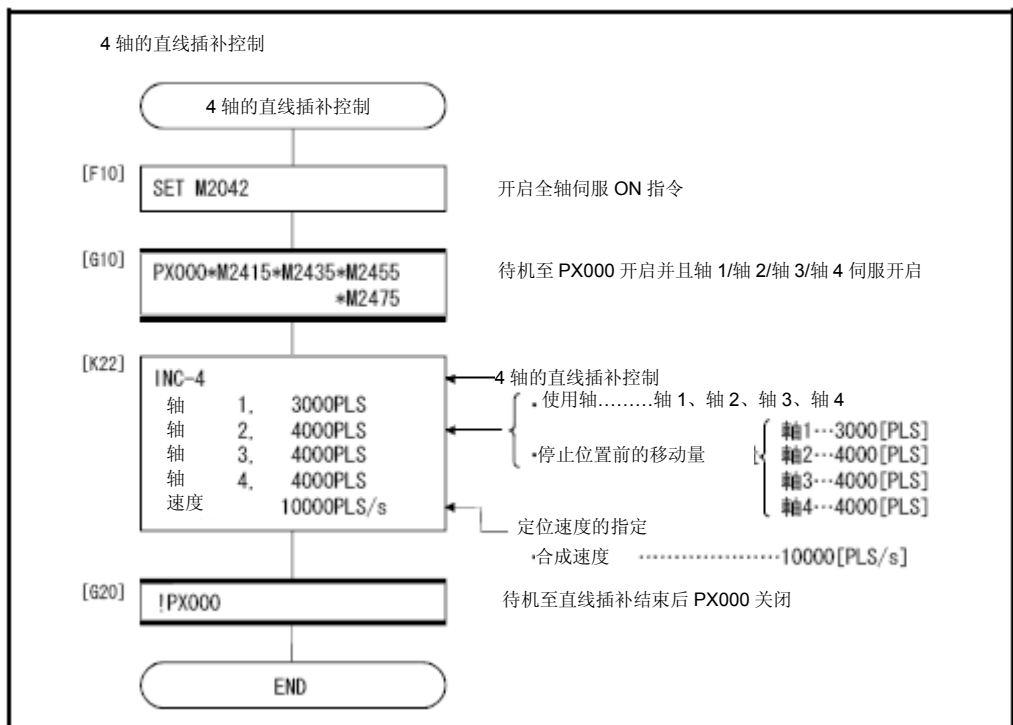 4 轴的直线插补控制
4 轴的直线插补控制
[F10]
SET M2042
开启全轴伺服 ON 指令
[G10]
PX000*M2415*M2435*M2455
*M2475
待机至 PX000 开启并且轴 1/轴 2/轴 3/轴 4 伺服开启
[K22]
INC-4
轴 1, 3000PLS
轴 2, 4000PLS
轴 3, 4000PLS
轴 4, 4000PLS
速度 10000PLS/s
4 轴的直线插补控制
•使用轴………轴 1、轴 2、轴 3、轴 4
•停止位置前的移动量
軸1…3000[PLS]
軸2…4000[PLS]
軸3…4000[PLS]
軸4…4000[PLS]
定位速度的指定
•合成速度 …………………10000[PLS/s]
[G20]
!PX000
待机至直线插补结束后 PX000 关闭
END